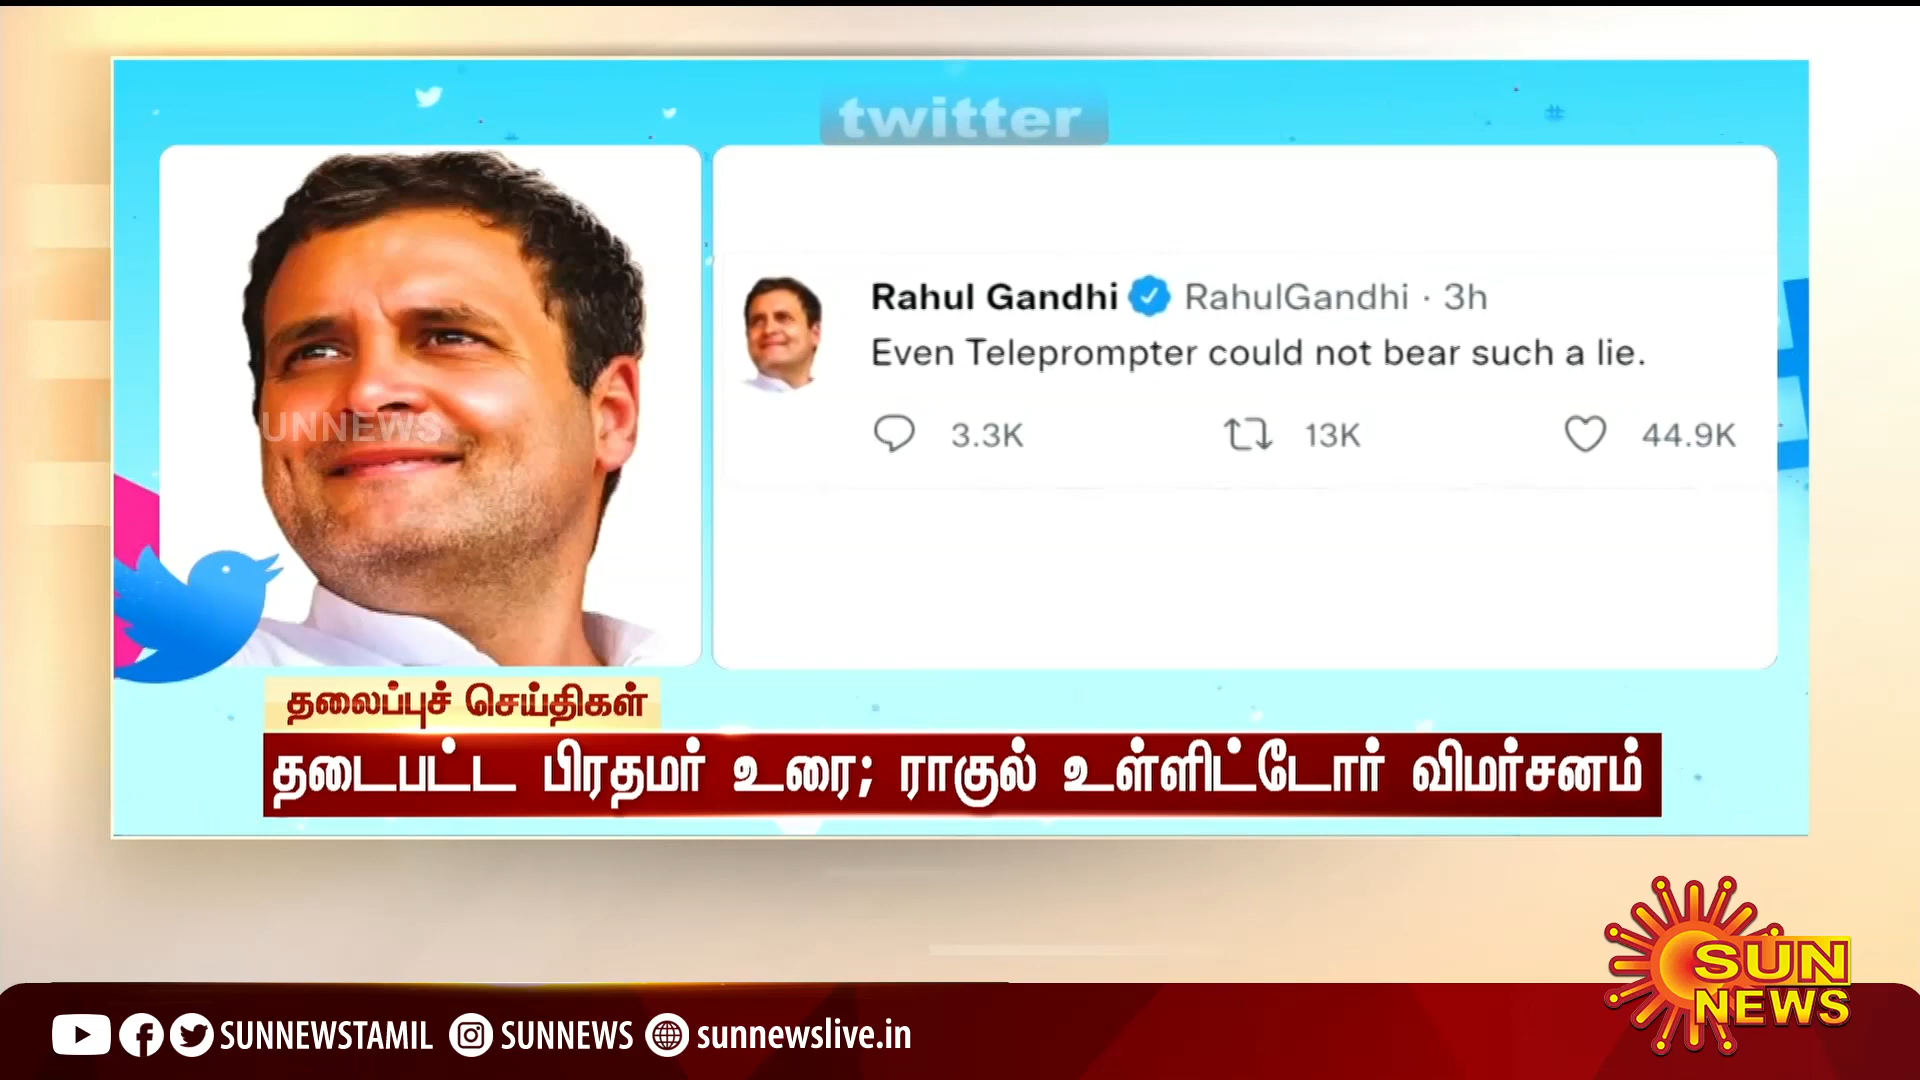 twitter
Rahul Gandhi RahulGandhi · 3h
Even Teleprompter could not bear such a lie.
3.3K 13K 44.9K
UNNEWS
தலைப்புச் செய்திகள்
தடைபட்ட பிரதமர் உரை; ராகுல் உள்ளிட்டோர் விமர்சனம்
SUN
NEWS
SUNNEWSTAMIL SUNNEWS sunnewslive.in